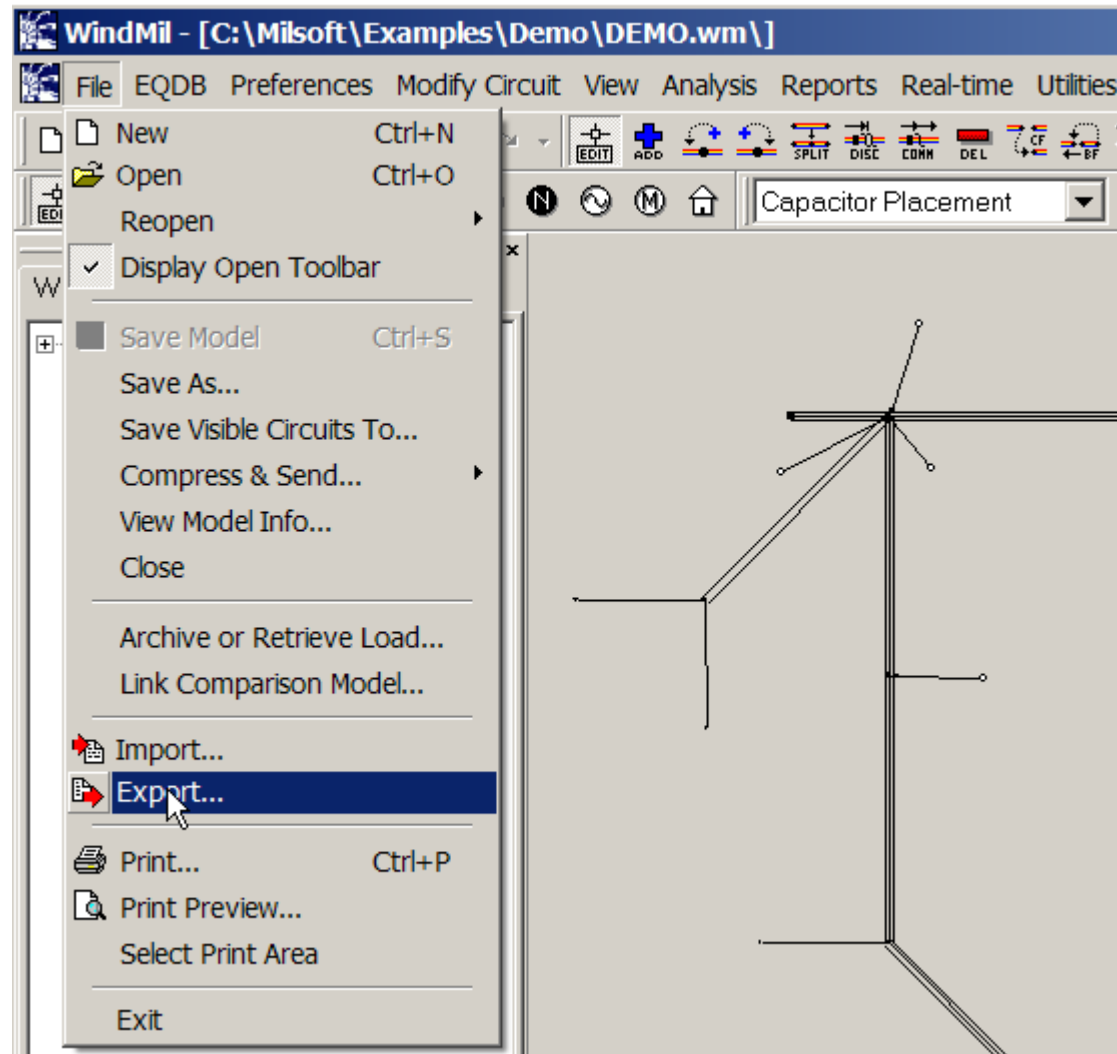 WindMil - [C:\Milsoft\Examples\Demo\DEMO.wm\]
File EQDB Preferences Modify Circuit View Analysis Reports Real-time Utilities
EDIT ADD SPLIT DISC CONN DEL CF BF
N M Capacitor Placement
W
New Ctrl+N
Open Ctrl+O
Reopen
Display Open Toolbar
Save Model Ctrl+S
Save As...
Save Visible Circuits To...
Compress & Send...
View Model Info...
Close
Archive or Retrieve Load...
Link Comparison Model...
Import...
Export...
Print... Ctrl+P
Print Preview...
Select Print Area
Exit